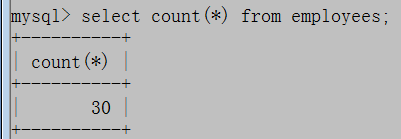 mysql> select count(*) from employees;
+----------+
| count(*) |
+----------+
|       30 |
+----------+